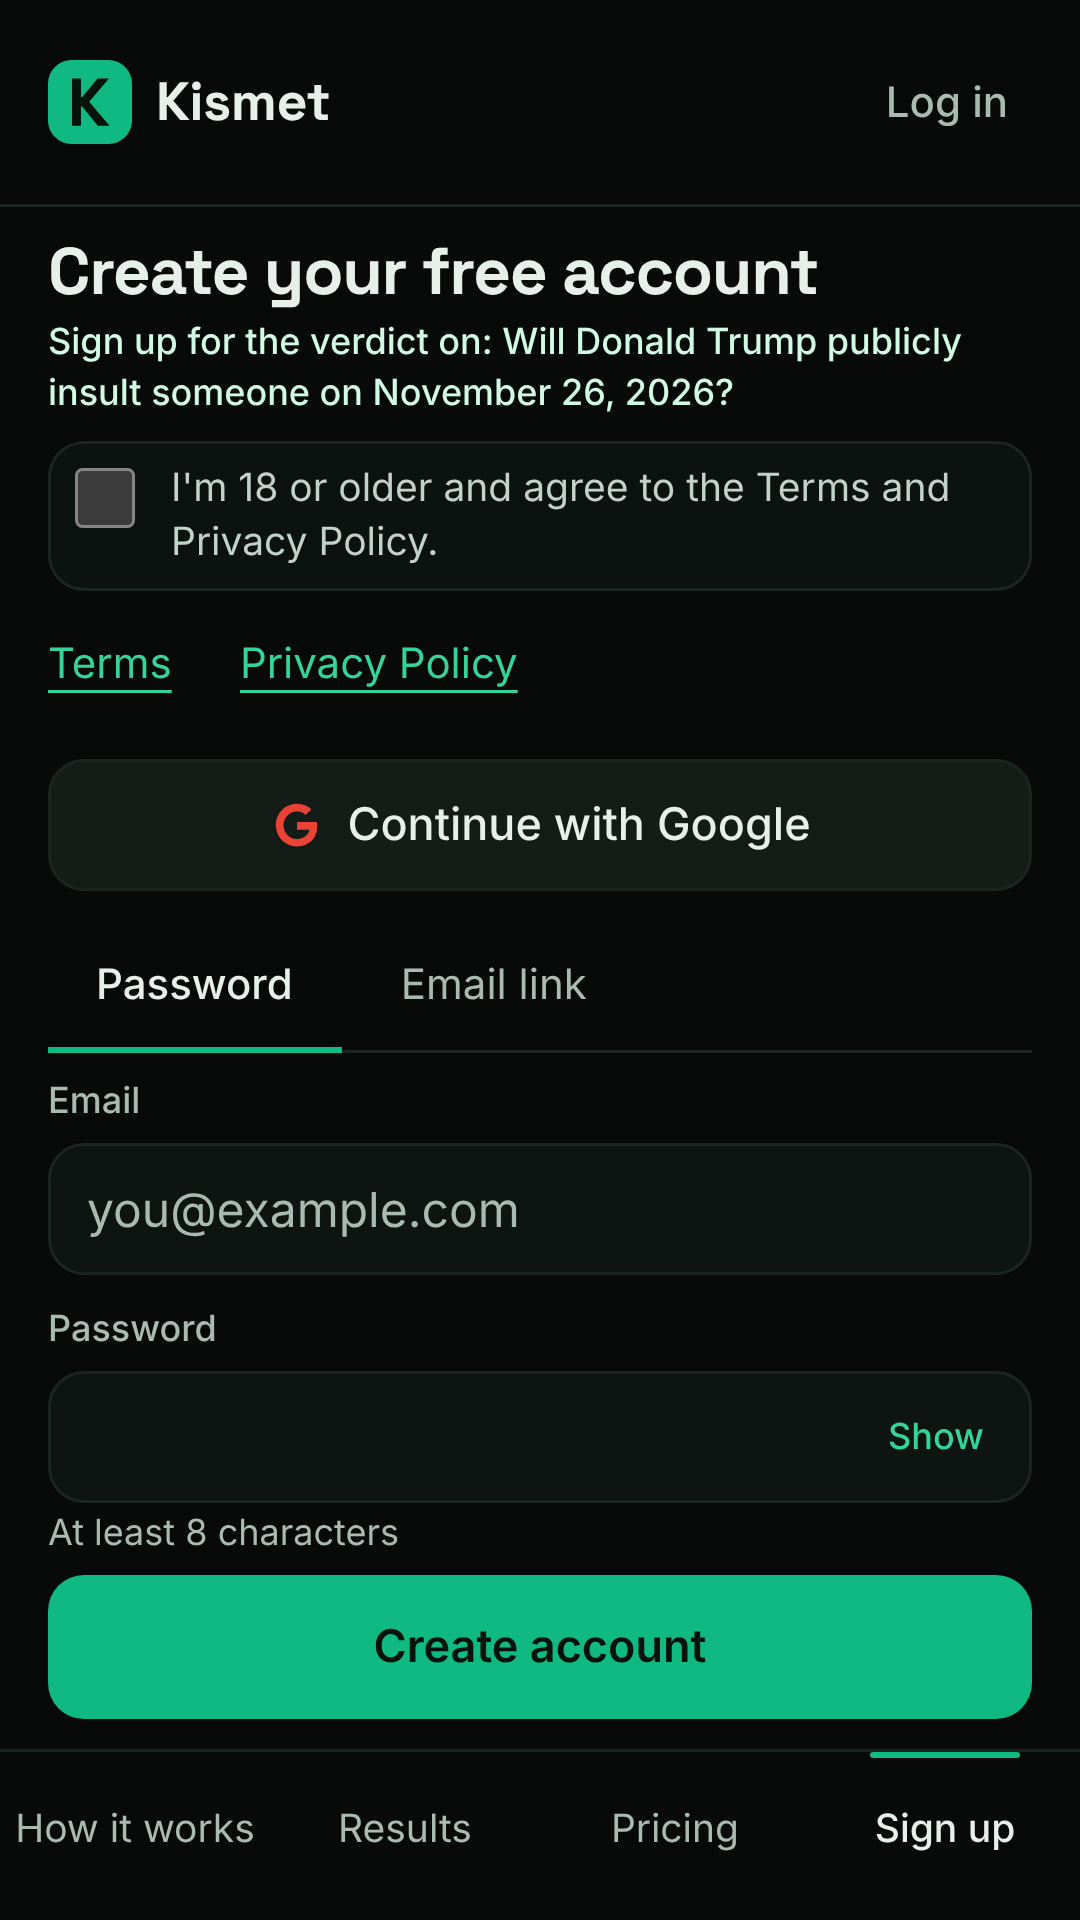 K Kismet
Log in
Create your free account
Sign up for the verdict on: Will Donald Trump publicly
insult someone on November 26, 2026?
I'm 18 or older and agree to the Terms and
Privacy Policy.
Terms
Privacy Policy
G Continue with Google
Password
Email link
Email
you@example.com
Password
Show
At least 8 characters
Create account
How it works
Results
Pricing
Sign up